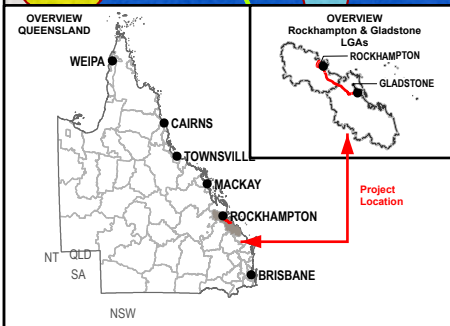 OVERVIEW
QUEENSLAND
WEIPA
CAIRNS
TOWNSVILLE
MACKAY
ROCKHAMPTON
BRISBANE
NT
QLD
SA
NSW
OVERVIEW
Rockhampton & Gladstone
LGAs
ROCKHAMPTON
GLADSTONE
Project
Location